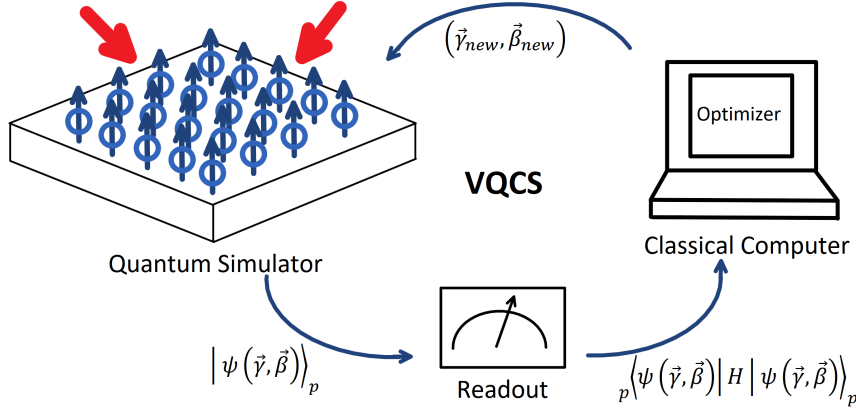 (γ⃗_new, β⃗_new)
Optimizer
VQCS
Classical Computer
Quantum Simulator
| ψ(γ⃗, β⃗)⟩_p
Readout
_p⟨ψ(γ⃗, β⃗)| H | ψ(γ⃗, β⃗)⟩_p